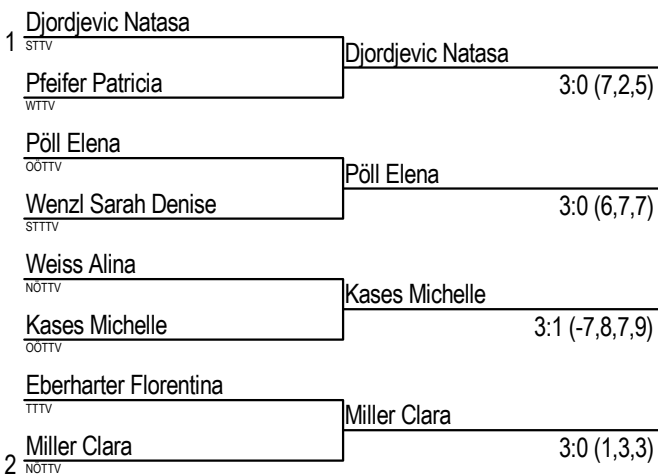 Djordjevic Natasa
1 STTV
Djordjevic Natasa
Pfeifer Patricia
3:0 (7,2,5)
WTTV
Pöll Elena
OÖTTV
Pöll Elena
Wenzl Sarah Denise
3:0 (6,7,7)
STTTV
Weiss Alina
NÖTTV
Kases Michelle
Kases Michelle
3:1 (-7,8,7,9)
OÖTTV
Eberharter Florentina
TTTV
Miller Clara
Miller Clara
3:0 (1,3,3)
2 NÖTTV